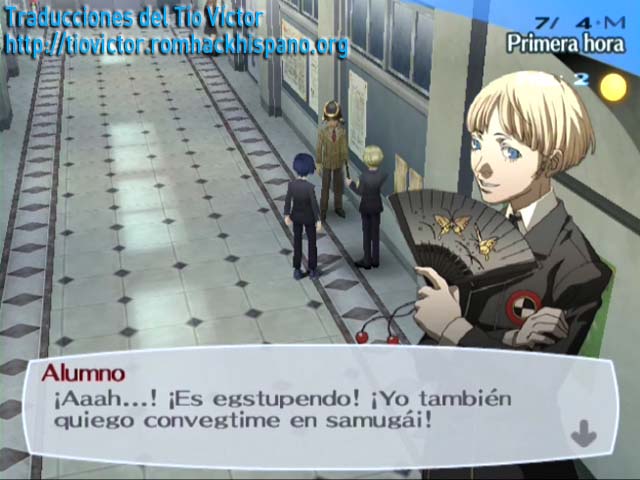 Traducciones del Tio Victor
http://tiovictor.romhackhispano.org
7/ 4·M
Primera hora
2
Alumno
¡Aaah...! ¡Es egstupendo! ¡Yo también
quiego convegtime en samugái!